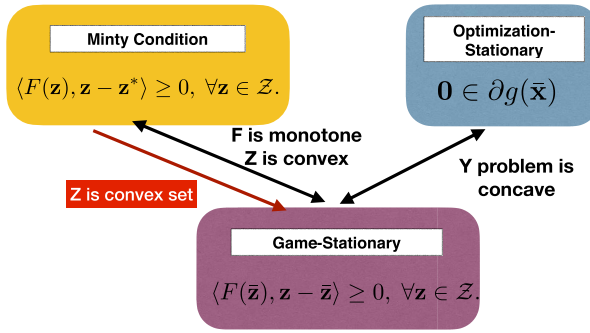 Minty Condition
⟨F(𝐳), 𝐳 − 𝐳*⟩ ≥ 0, ∀𝐳 ∈ 𝒵.
Optimization-
Stationary
𝟎 ∈ ∂g(x̄)
F is monotone
Z is convex
Y problem is
concave
Z is convex set
Game-Stationary
⟨F(z̄), 𝐳 − z̄⟩ ≥ 0, ∀𝐳 ∈ 𝒵.